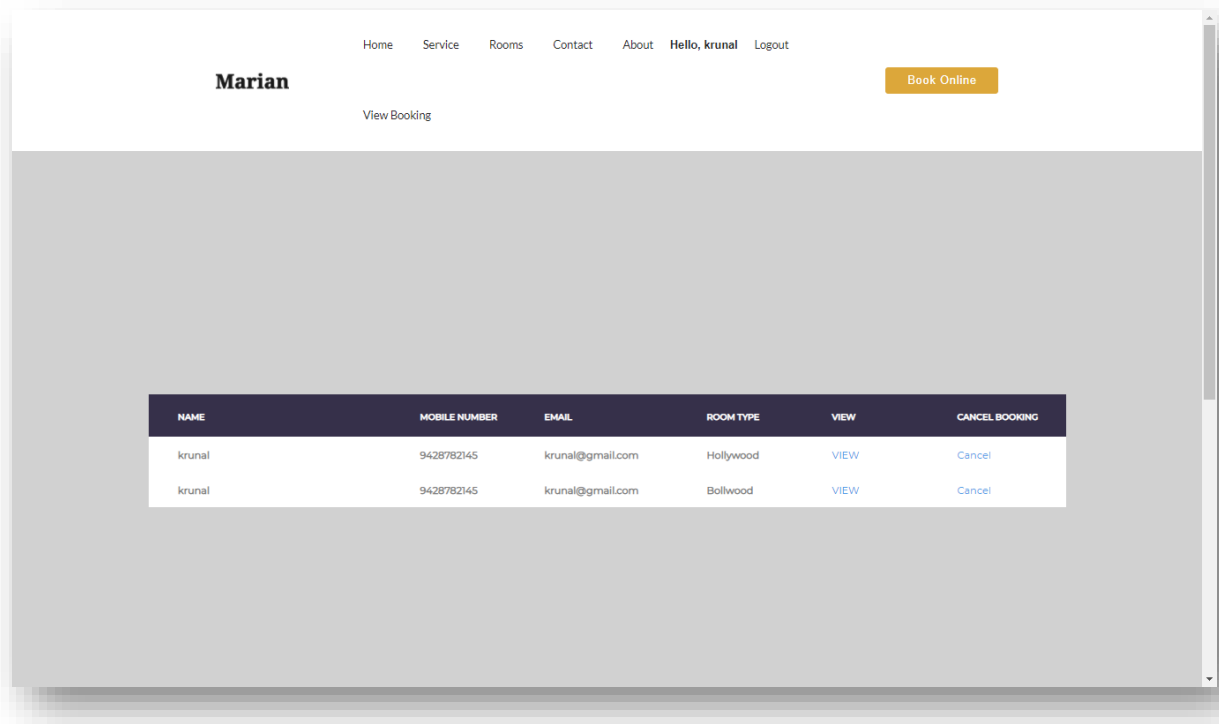 Home Service Rooms Contact About Hello, krunal Logout
Marian
Book Online
View Booking
NAME MOBILE NUMBER EMAIL ROOM TYPE VIEW CANCEL BOOKING
krunal 9428782145 krunal@gmail.com Hollywood VIEW Cancel
krunal 9428782145 krunal@gmail.com Bollwood VIEW Cancel